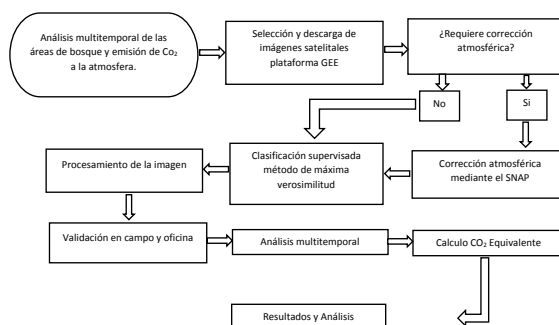 Análisis multitemporal de las
áreas de bosque y emisión de Co₂
a la atmosfera.
Selección y descarga de
imágenes satelitales
plataforma GEE
¿Requiere corrección
atmosférica?
No
Si
Procesamiento de la imagen
Clasificación supervisada
método de máxima
verosimilitud
Corrección atmosférica
mediante el SNAP
Validación en campo y oficina
Análisis multitemporal
Calculo CO₂ Equivalente
Resultados y Análisis